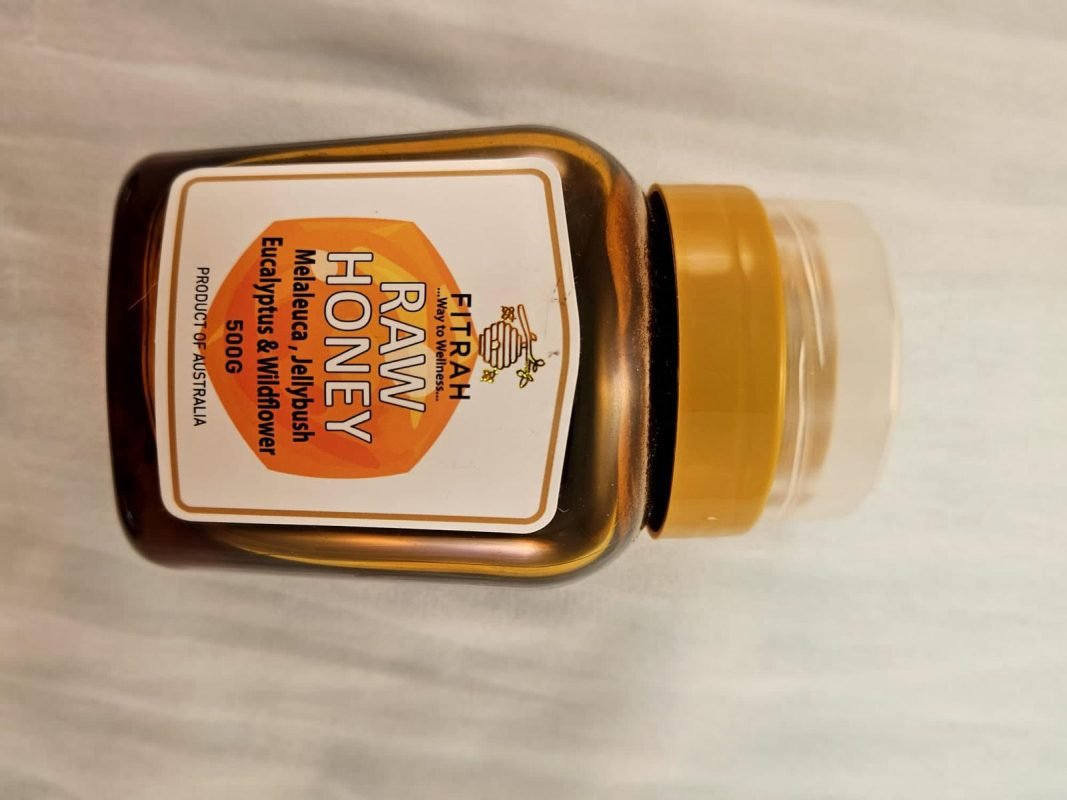 FITRAH
...Way to Wellness...
RAW
HONEY
Melaleuca , Jellybush
Eucalyptus & Wildflower
500G
PRODUCT OF AUSTRALIA